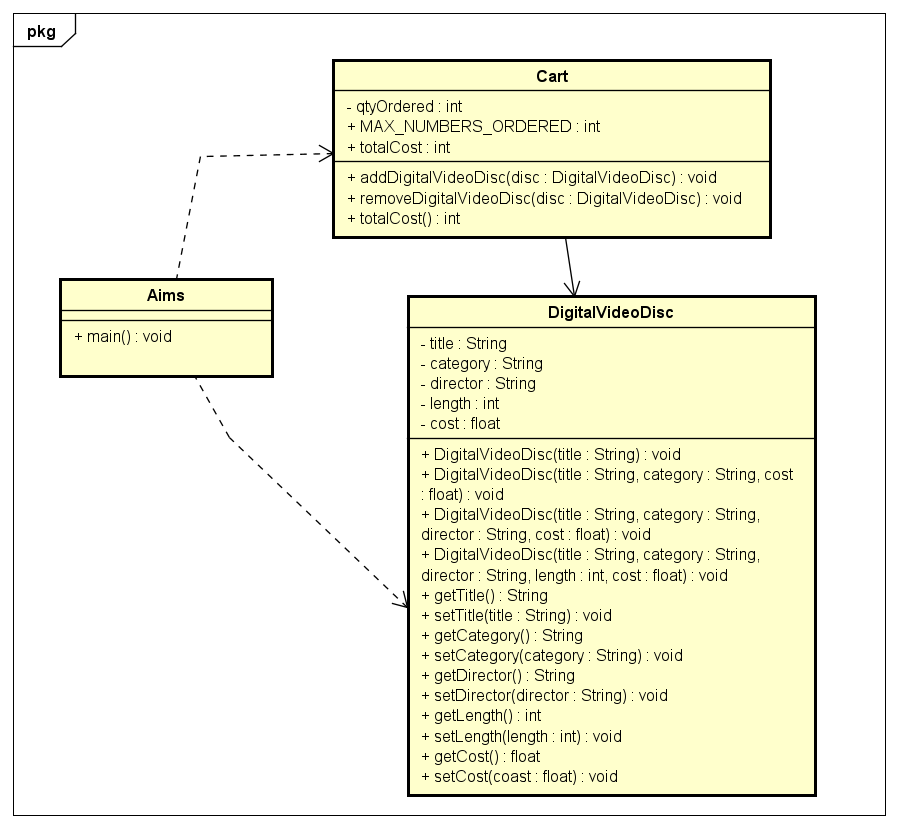 pkg
Cart
- qtyOrdered : int
+ MAX_NUMBERS_ORDERED : int
+ totalCost : int
+ addDigitalVideoDisc(disc : DigitalVideoDisc) : void
+ removeDigitalVideoDisc(disc : DigitalVideoDisc) : void
+ totalCost() : int
Aims
+ main() : void
DigitalVideoDisc
- title : String
- category : String
- director : String
- length : int
- cost : float
+ DigitalVideoDisc(title : String) : void
+ DigitalVideoDisc(title : String, category : String, cost
: float) : void
+ DigitalVideoDisc(title : String, category : String,
director : String, cost : float) : void
+ DigitalVideoDisc(title : String, category : String,
director : String, length : int, cost : float) : void
+ getTitle() : String
+ setTitle(title : String) : void
+ getCategory() : String
+ setCategory(category : String) : void
+ getDirector() : String
+ setDirector(director : String) : void
+ getLength() : int
+ setLength(length : int) : void
+ getCost() : float
+ setCost(coast : float) : void